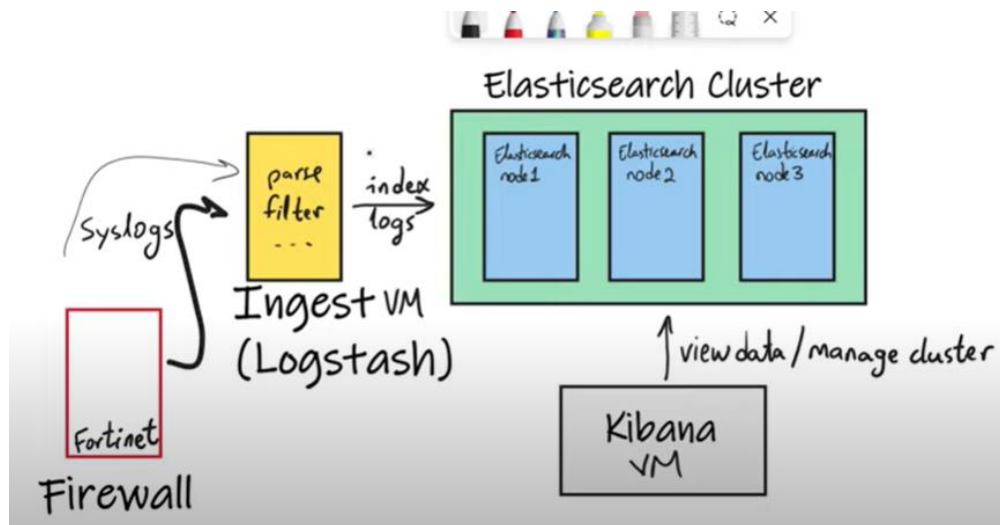 Elasticsearch Cluster
Elasticsearch
node 1
Elasticsearch
node 2
Elasticsearch
node 3
parse
filter
...
index
logs
Syslogs
Ingest VM
(Logstash)
view data / manage cluster
Kibana
VM
Fortinet
Firewall